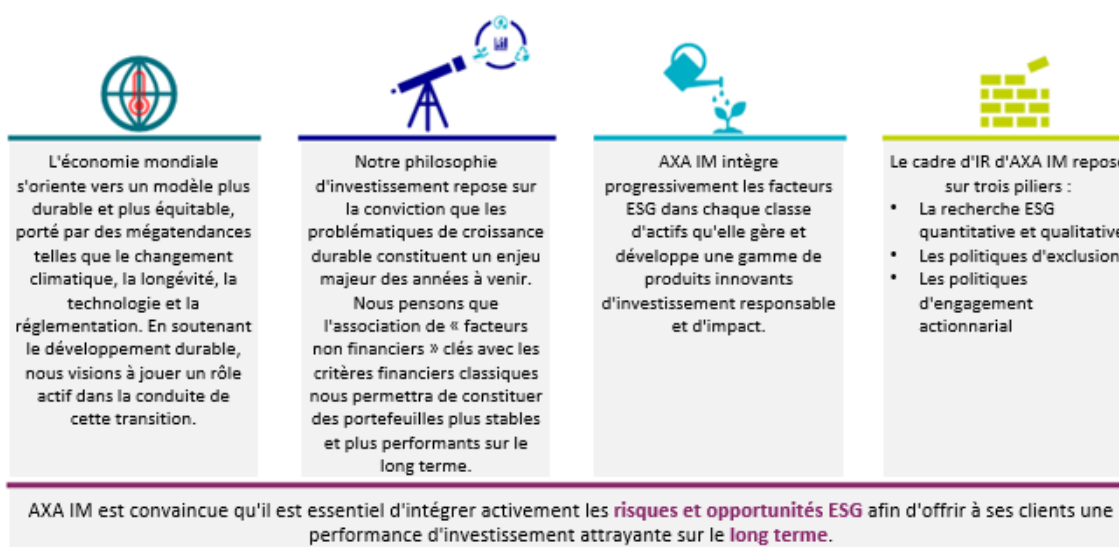 L'économie mondiale
s'oriente vers un modèle plus
durable et plus équitable,
porté par des mégatendances
telles que le changement
climatique, la longévité, la
technologie et la
réglementation. En soutenant
le développement durable,
nous visions à jouer un rôle
actif dans la conduite de
cette transition.
Notre philosophie
d'investissement repose sur
la conviction que les
problématiques de croissance
durable constituent un enjeu
majeur des années à venir.
Nous pensons que
l'association de « facteurs
non financiers » clés avec les
critères financiers classiques
nous permettra de constituer
des portefeuilles plus stables
et plus performants sur le
long terme.
AXA IM intègre
progressivement les facteurs
ESG dans chaque classe
d'actifs qu'elle gère et
développe une gamme de
produits innovants
d'investissement responsable
et d'impact.
Le cadre d'IR d'AXA IM repose
sur trois piliers :
• La recherche ESG
quantitative et qualitative
• Les politiques d'exclusion
• Les politiques
d'engagement
actionnarial
AXA IM est convaincue qu'il est essentiel d'intégrer activement les risques et opportunités ESG afin d'offrir à ses clients une
performance d'investissement attrayante sur le long terme.